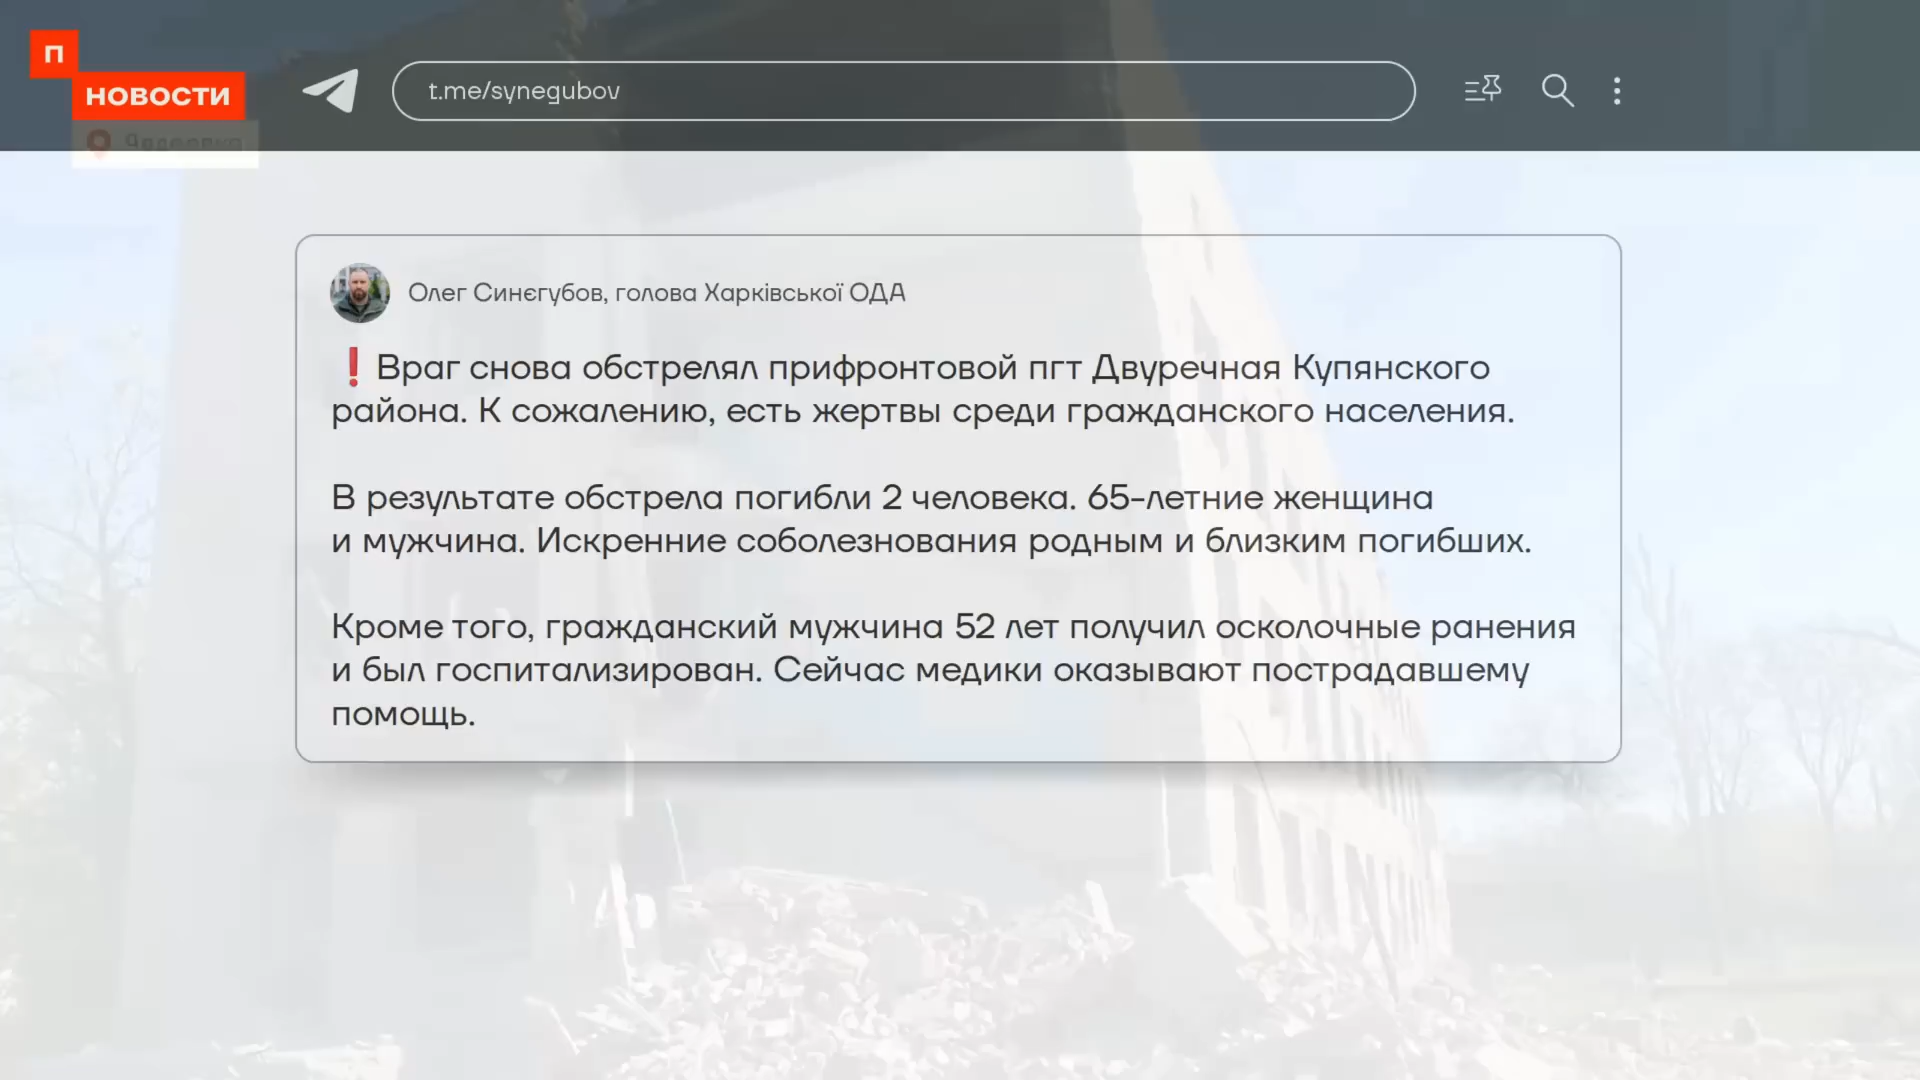 П
НОВОСТИ
t.me/synegubov
Олег Синєгубов, голова Харківської ОДА
❗Враг снова обстрелял прифронтовой пгт Двуречная Купянского
района. К сожалению, есть жертвы среди гражданского населения.
В результате обстрела погибли 2 человека. 65-летние женщина
и мужчина. Искренние соболезнования родным и близким погибших.
Кроме того, гражданский мужчина 52 лет получил осколочные ранения
и был госпитализирован. Сейчас медики оказывают пострадавшему
помощь.